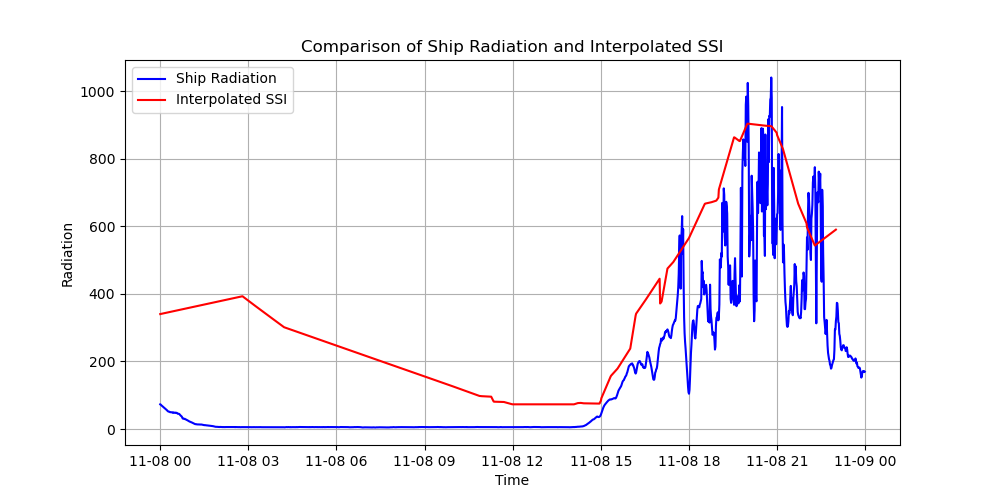 Comparison of Ship Radiation and Interpolated SSI
Ship Radiation
Interpolated SSI
Radiation
1000
800
600
400
200
0
11-08 00 11-08 03 11-08 06 11-08 09 11-08 12 11-08 15 11-08 18 11-08 21 11-09 00
Time